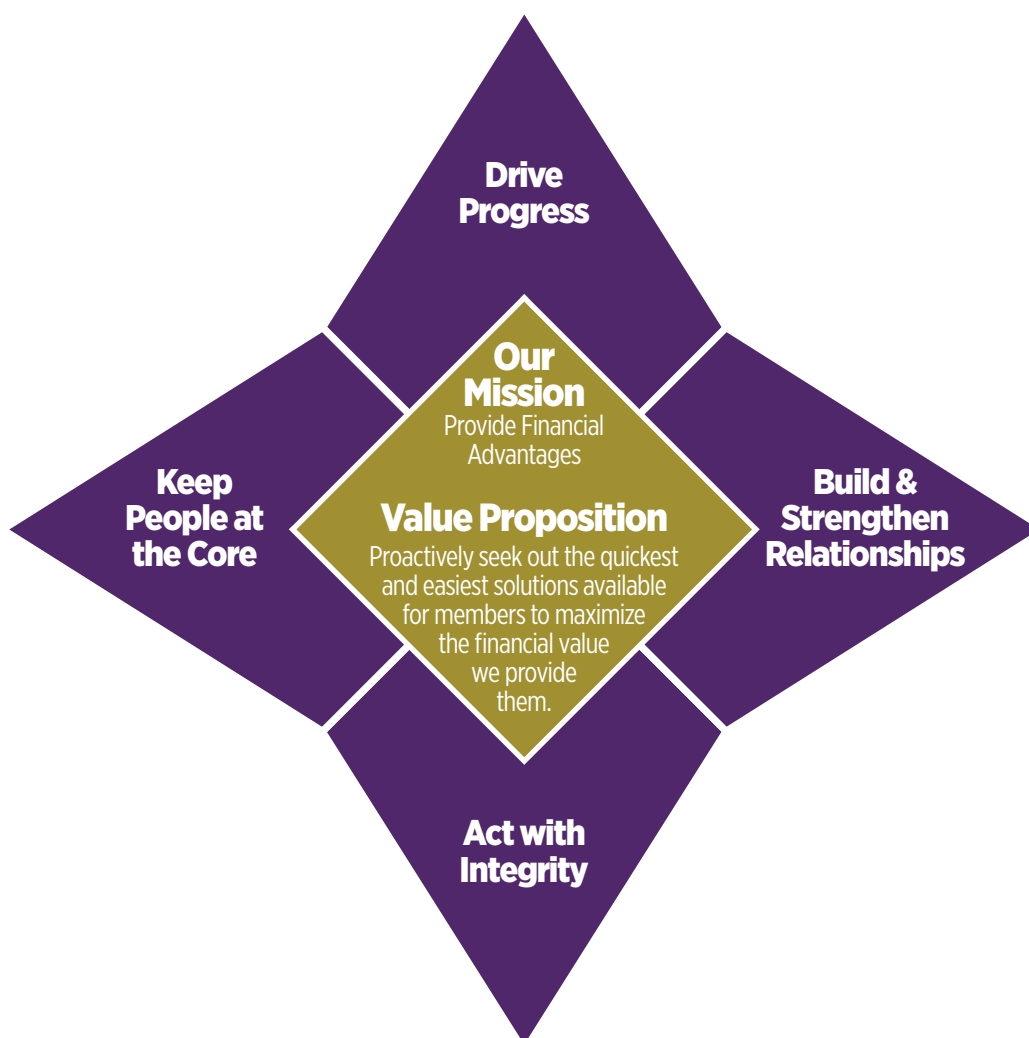 Drive
Progress
Our
Mission
Provide Financial
Advantages
Keep
People at
the Core
Value Proposition
Proactively seek out the quickest
and easiest solutions available
for members to maximize
the financial value
we provide
them.
Build &
Strengthen
Relationships
Act with
Integrity